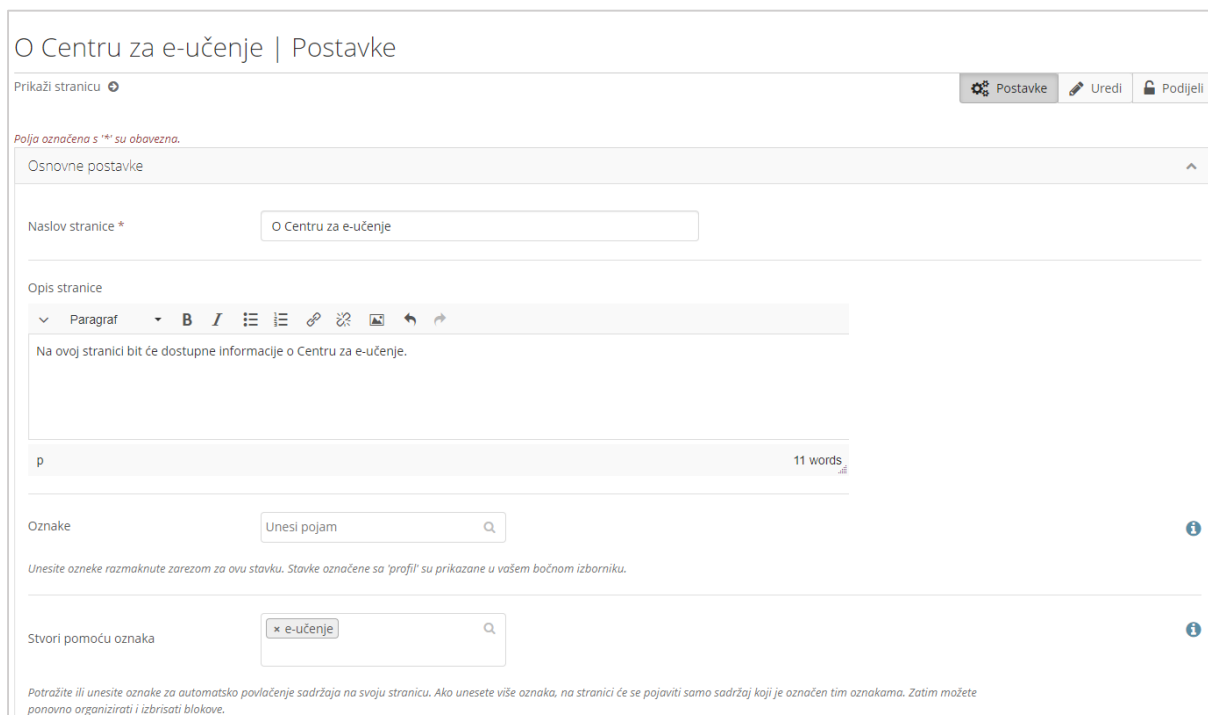 O Centru za e-učenje | Postavke
Prikaži stranicu
Postavke
Uredi
Podijeli
Polja označena s '*' su obavezna.
Osnovne postavke
Naslov stranice *
O Centru za e-učenje
Opis stranice
Paragraf
B I
Na ovoj stranici bit će dostupne informacije o Centru za e-učenje.
p
11 words
Oznake
Unesi pojam
Unesite ozneke razmaknute zarezom za ovu stavku. Stavke označene sa 'profil' su prikazane u vašem bočnom izborniku.
Stvori pomoću oznaka
× e-učenje
Potražite ili unesite oznake za automatsko povlačenje sadržaja na svoju stranicu. Ako unesete više oznaka, na stranici će se pojaviti samo sadržaj koji je označen tim oznakama. Zatim možete
ponovno organizirati i izbrisati blokove.